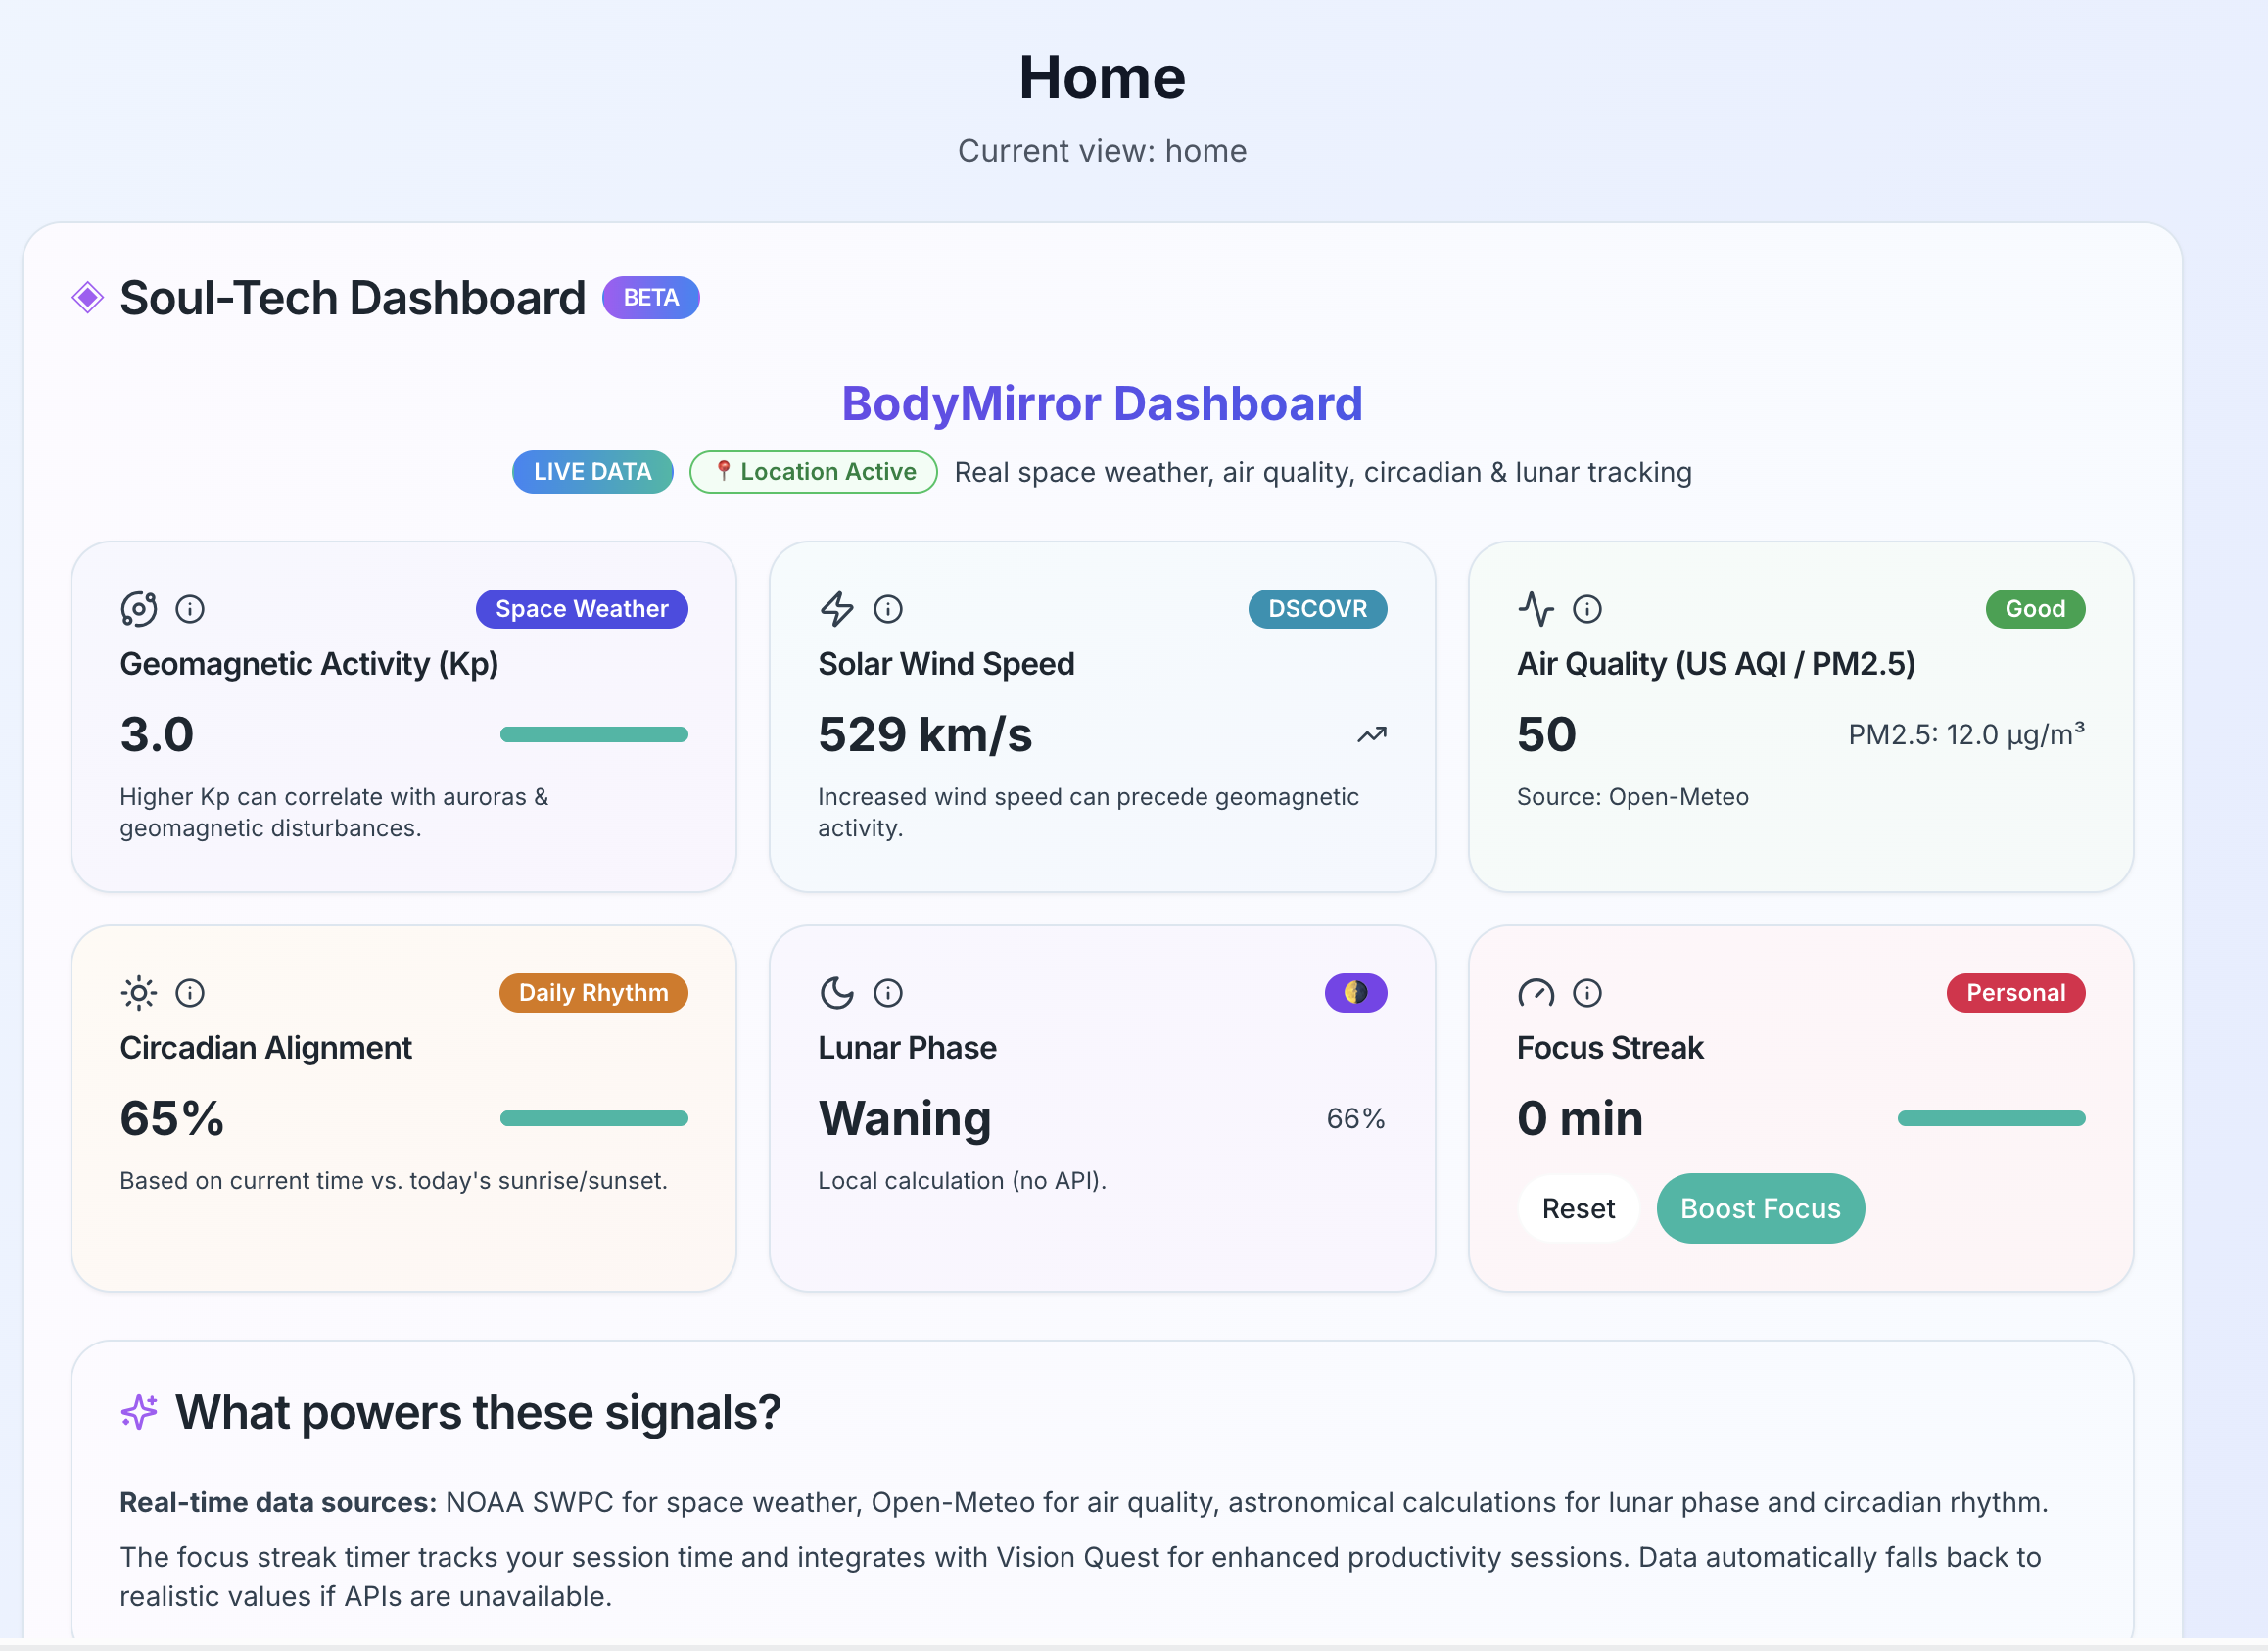 Home
Current view: home
Soul-Tech Dashboard BETA
BodyMirror Dashboard
LIVE DATA Location Active Real space weather, air quality, circadian & lunar tracking
Space Weather
Geomagnetic Activity (Kp)
3.0
Higher Kp can correlate with auroras &
geomagnetic disturbances.
DSCOVR
Solar Wind Speed
529 km/s
Increased wind speed can precede geomagnetic
activity.
Good
Air Quality (US AQI / PM2.5)
50 PM2.5: 12.0 µg/m³
Source: Open-Meteo
Daily Rhythm
Circadian Alignment
65%
Based on current time vs. today's sunrise/sunset.
Lunar Phase
Waning 66%
Local calculation (no API).
Personal
Focus Streak
0 min
Reset Boost Focus
What powers these signals?
Real-time data sources: NOAA SWPC for space weather, Open-Meteo for air quality, astronomical calculations for lunar phase and circadian rhythm.
The focus streak timer tracks your session time and integrates with Vision Quest for enhanced productivity sessions. Data automatically falls back to
realistic values if APIs are unavailable.